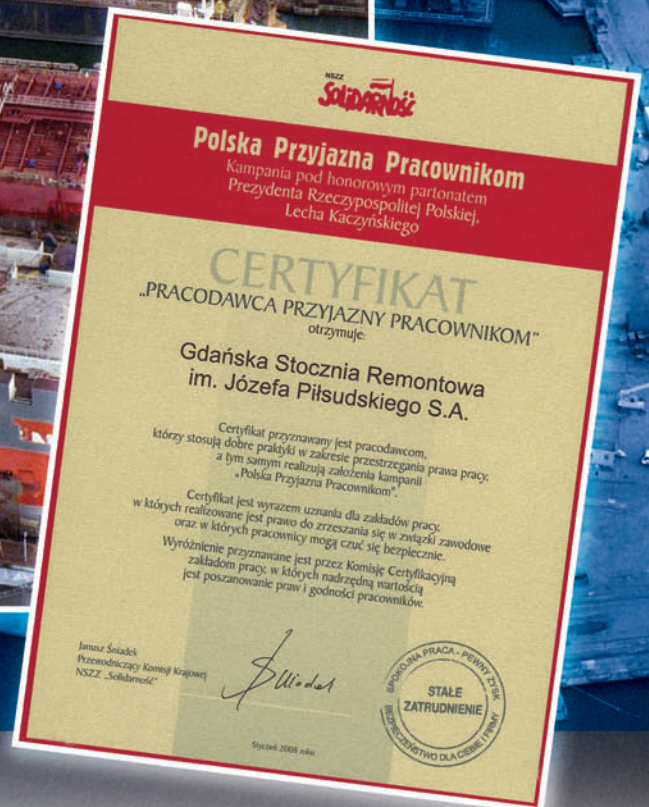 NSZZ
SOLIDARNOŚĆ
Polska Przyjazna Pracownikom
Kampania pod honorowym partonatem
Prezydenta Rzeczypospolitej Polskiej,
Lecha Kaczyńskiego
CERTYFIKAT
„PRACODAWCA PRZYJAZNY PRACOWNIKOM"
otrzymuje:
Gdańska Stocznia Remontowa
im. Józefa Piłsudskiego S.A.
Certyfikat przyznawany jest pracodawcom,
którzy stosują dobre praktyki w zakresie przestrzegania prawa pracy,
a tym samym realizują założenia kampanii
„Polska Przyjazna Pracownikom".
Certyfikat jest wyrazem uznania dla zakładów pracy,
w których realizowane jest prawo do zrzeszania się w związki zawodowe
oraz w których pracownicy mogą czuć się bezpiecznie.
Wyróżnienie przyznawane jest przez Komisję Certyfikacyjną
zakładom pracy, w których nadrzędną wartością
jest poszanowanie praw i godności pracowników.
Janusz Śniadek
Przewodniczący Komisji Krajowej
NSZZ „Solidarność"
SPOKOJNA PRACA - PEWNY ZYSK
STAŁE
ZATRUDNIENIE
BEZPIECZEŃSTWO DLA CIEBIE I FIRMY
Styczeń 2008 roku